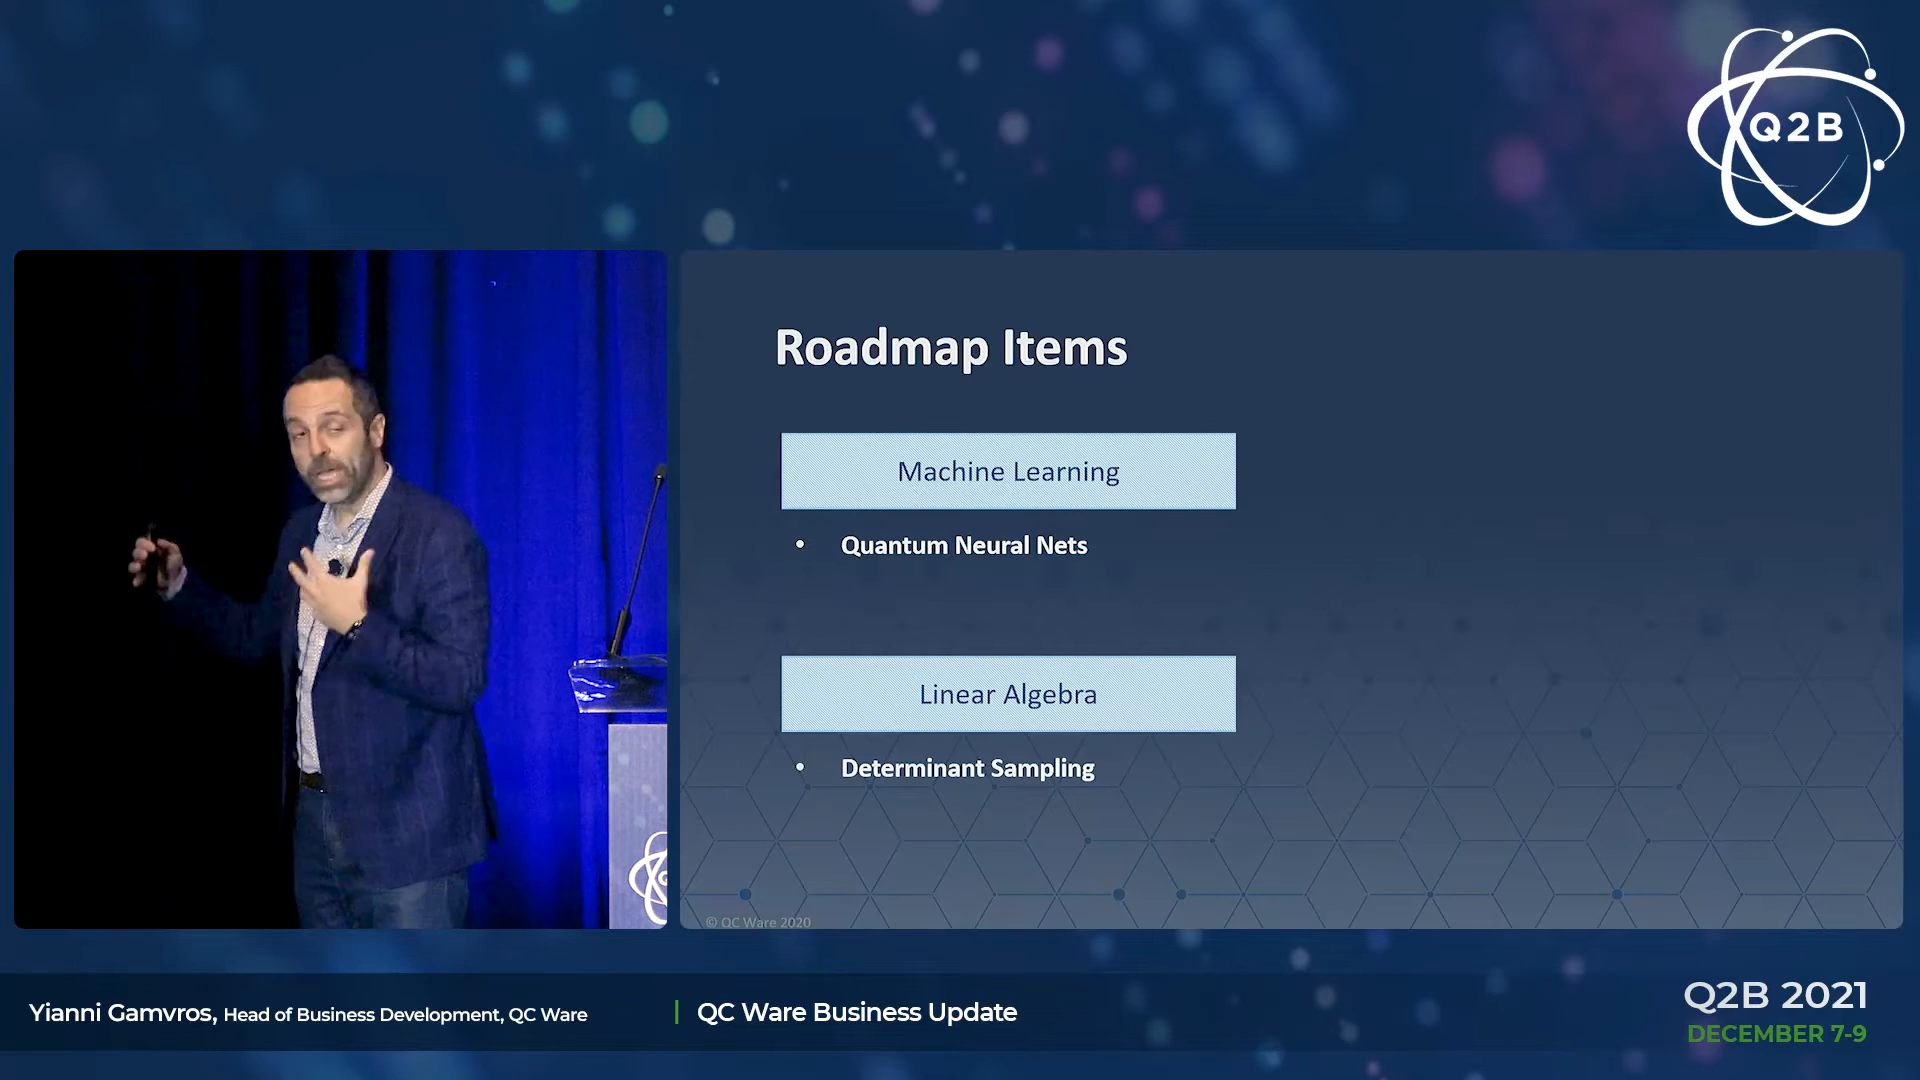 Q2B
Roadmap Items
Machine Learning
• Quantum Neural Nets
Linear Algebra
• Determinant Sampling
© QC Ware 2020
Yianni Gamvros, Head of Business Development, QC Ware
| QC Ware Business Update
Q2B 2021
DECEMBER 7-9